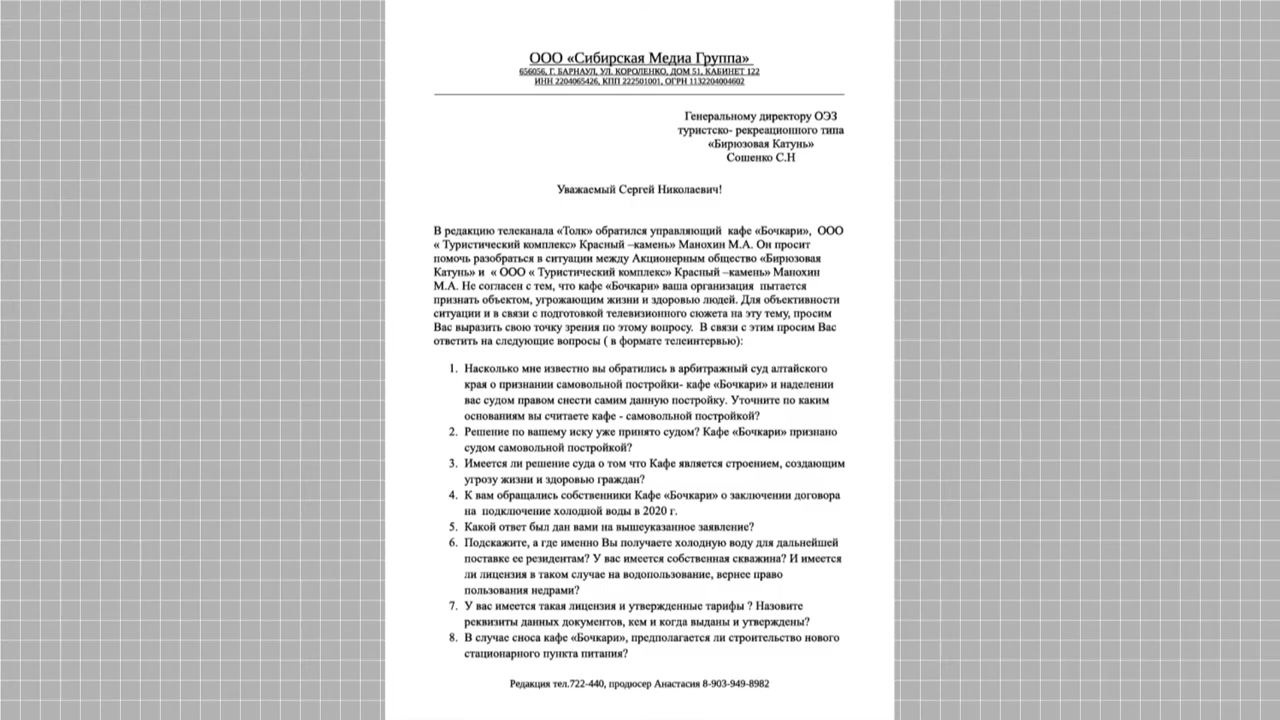 ООО «Сибирская Медиа Группа»
656056, Г. БАРНАУЛ, УЛ. КОРОЛЕНКО, ДОМ 51, КАБИНЕТ 122
ИНН 2204065426, КПП 222501001, ОГРН 1132204004602
Генеральному директору ОЭЗ
туристско- рекреационного типа
«Бирюзовая Катунь»
Сошенко С.Н
Уважаемый Сергей Николаевич!
В редакцию телеканала «Толк» обратился управляющий кафе «Бочкари», ООО
« Туристический комплекс» Красный –камень» Манохин М.А. Он просит
помочь разобраться в ситуации между Акционерным общество «Бирюзовая
Катунь» и « ООО « Туристический комплекс» Красный –камень» Манохин
М.А. Не согласен с тем, что кафе «Бочкари» ваша организация пытается
признать объектом, угрожающим жизни и здоровью людей. Для объективности
ситуации и в связи с подготовкой телевизионного сюжета на эту тему, просим
Вас выразить свою точку зрения по этому вопросу. В связи с этим просим Вас
ответить на следующие вопросы ( в формате телеинтервью):
1. Насколько мне известно вы обратились в арбитражный суд алтайского
края о признании самовольной постройки- кафе «Бочкари» и наделении
вас судом правом снести самим данную постройку. Уточните по каким
основаниям вы считаете кафе - самовольной постройкой?
2. Решение по вашему иску уже принято судом? Кафе «Бочкари» признано
судом самовольной постройкой?
3. Имеется ли решение суда о том что Кафе является строением, создающим
угрозу жизни и здоровью граждан?
4. К вам обращались собственники Кафе «Бочкари» о заключении договора
на подключение холодной воды в 2020 г.
5. Какой ответ был дан вами на вышеуказанное заявление?
6. Подскажите, а где именно Вы получаете холодную воду для дальнейшей
поставке ее резидентам? У вас имеется собственная скважина? И имеется
ли лицензия в таком случае на водопользование, вернее право
пользования недрами?
7. У вас имеется такая лицензия и утвержденные тарифы ? Назовите
реквизиты данных документов, кем и когда выданы и утверждены?
8. В случае сноса кафе «Бочкари», предполагается ли строительство нового
стационарного пункта питания?
Редакция тел.722-440, продюсер Анастасия 8-903-949-8982